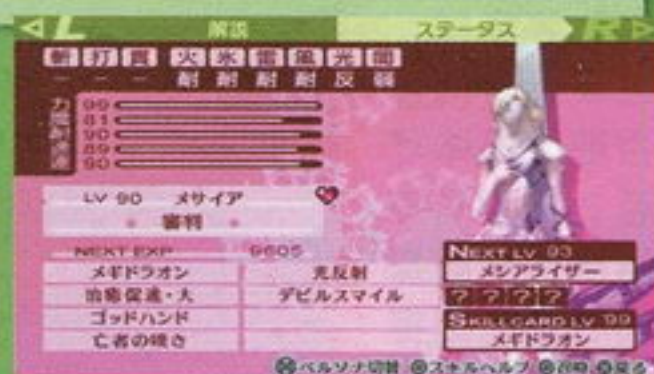 L 解説 ステータス R
斬 打 貫 火 氷 雷 風 光 闇
－ － － 耐 耐 耐 耐 反 弱
力 99
魔 81
耐 90
速 89
運 90
LV 90 メサイア
審判
NEXT EXP 9605
メギドラオン 光反射
治癒促進・大 デビルスマイル
ゴッドハンド
亡者の嘆き
NEXT LV 93
メシアライザー
? ? ? ?
SKILLCARD LV 99
メギドラオン
ペルソナ切替 スキルヘルプ 召喚 戻る